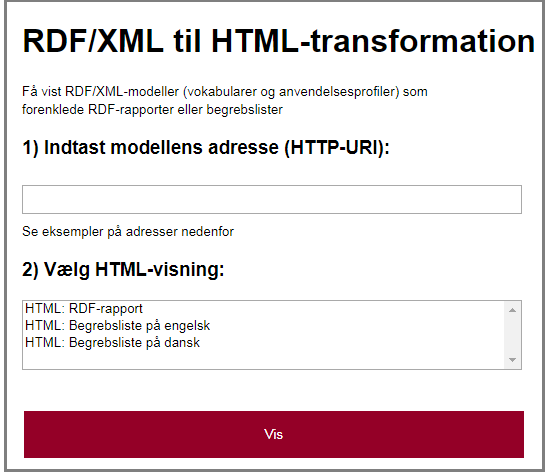 RDF/XML til HTML-transformation
Få vist RDF/XML-modeller (vokabularer og anvendelsesprofiler) som
forenklede RDF-rapporter eller begrebslister
1) Indtast modellens adresse (HTTP-URI):
Se eksempler på adresser nedenfor
2) Vælg HTML-visning:
HTML: RDF-rapport
HTML: Begrebsliste på engelsk
HTML: Begrebsliste på dansk
Vis